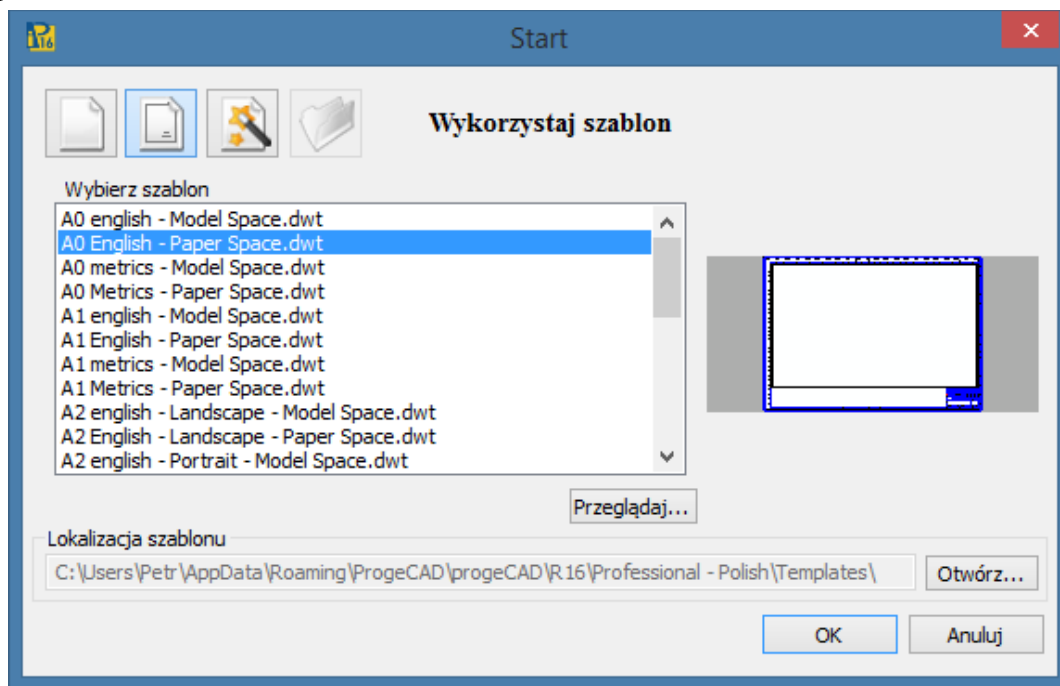 Start
Wykorzystaj szablon
Wybierz szablon
A0 english - Model Space.dwt
A0 English - Paper Space.dwt
A0 metrics - Model Space.dwt
A0 Metrics - Paper Space.dwt
A1 english - Model Space.dwt
A1 English - Paper Space.dwt
A1 metrics - Model Space.dwt
A1 Metrics - Paper Space.dwt
A2 english - Landscape - Model Space.dwt
A2 English - Landscape - Paper Space.dwt
A2 english - Portrait - Model Space.dwt
Przeglądaj...
Lokalizacja szablonu
C:\Users\Petr\AppData\Roaming\ProgeCAD\progeCAD\R16\Professional - Polish\Templates\
Otwórz...
OK
Anuluj